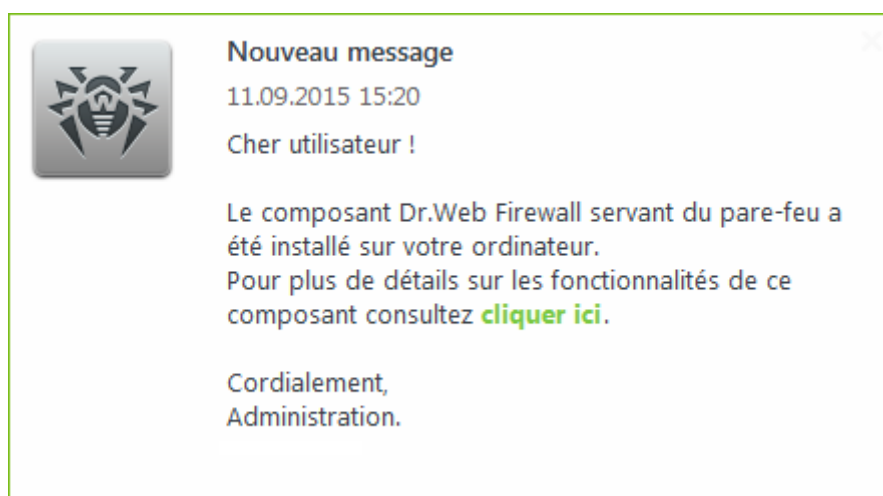 Nouveau message
11.09.2015 15:20
Cher utilisateur !
Le composant Dr.Web Firewall servant du pare-feu a
été installé sur votre ordinateur.
Pour plus de détails sur les fonctionnalités de ce
composant consultez cliquer ici.
Cordialement,
Administration.